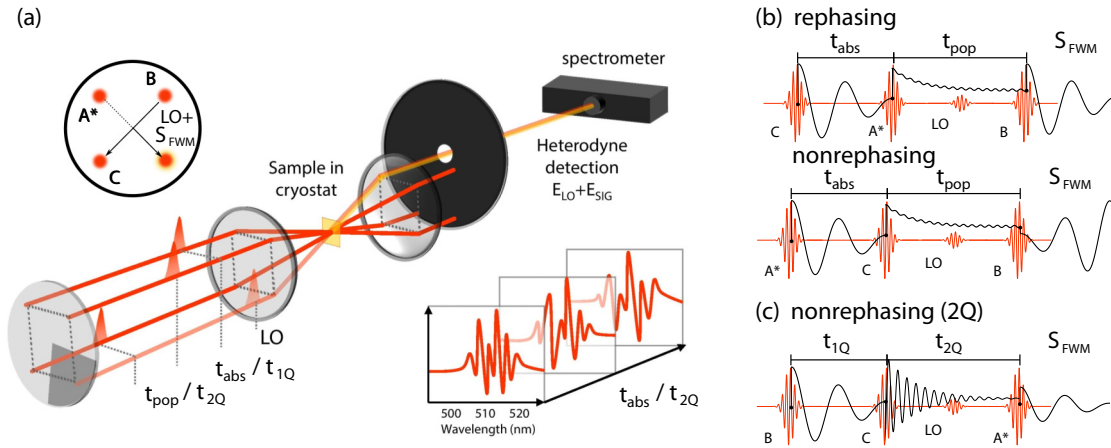 (a)
B
A*
LO+
S_FWM
C
spectrometer
Sample in
cryostat
Heterodyne
detection
E_LO+E_SIG
LO
t_abs / t_1Q
t_pop / t_2Q
500 510 520
Wavelength (nm)
t_abs / t_2Q
(b) rephasing
t_abs t_pop S_FWM
C A* LO B
nonrephasing
t_abs t_pop S_FWM
A* C LO B
(c) nonrephasing (2Q)
t_1Q t_2Q S_FWM
B C LO A*